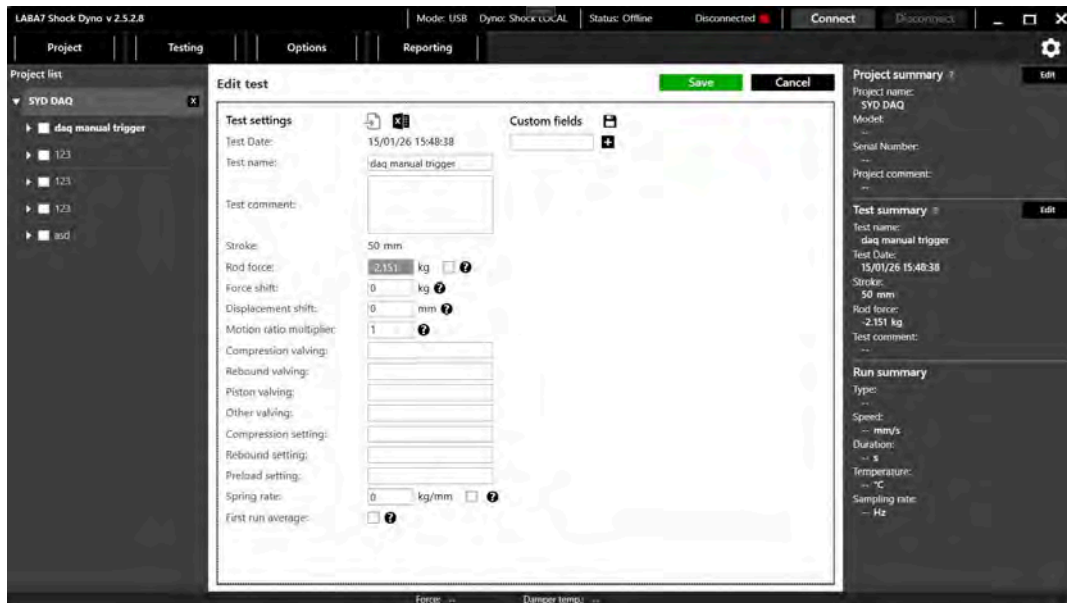 LABA7 Shock Dyno v 2.5.2.8
Mode: USB Dyno: Shock LOCAL Status: Offline Disconnected Connect Disconnect
Project Testing Options Reporting
Project list
SYD DAQ
daq manual trigger
123
123
123
asd
Edit test Save Cancel
Test settings Custom fields
Test Date: 15/01/26 15:48:38
Test name: daq manual trigger
Test comment:
Stroke: 50 mm
Rod force: -2.151 kg
Force shift: 0 kg
Displacement shift: 0 mm
Motion ratio multiplier: 1
Compression valving:
Rebound valving:
Piston valving:
Other valving:
Compression setting:
Rebound setting:
Preload setting:
Spring rate: 0 kg/mm
First run average:
Project summary Edit
Project name:
SYD DAQ
Model:
--
Serial Number:
--
Project comment:
--
Test summary Edit
Test name:
daq manual trigger
Test Date:
15/01/26 15:48:38
Stroke:
50 mm
Rod force:
-2.151 kg
Test comment:
--
Run summary
Type:
--
Speed:
-- mm/s
Duration:
-- s
Temperature:
-- °C
Sampling rate:
-- Hz
Force: -- Damper temp.: --